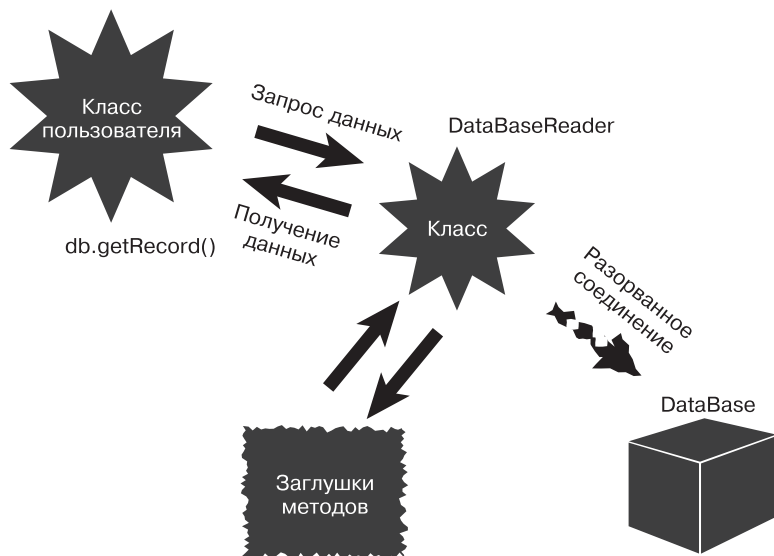 Класс
пользователя
Запрос данных
DataBaseReader
Получение
данных
Класс
db.getRecord()
Разорванное
соединение
DataBase
Заглушки
методов